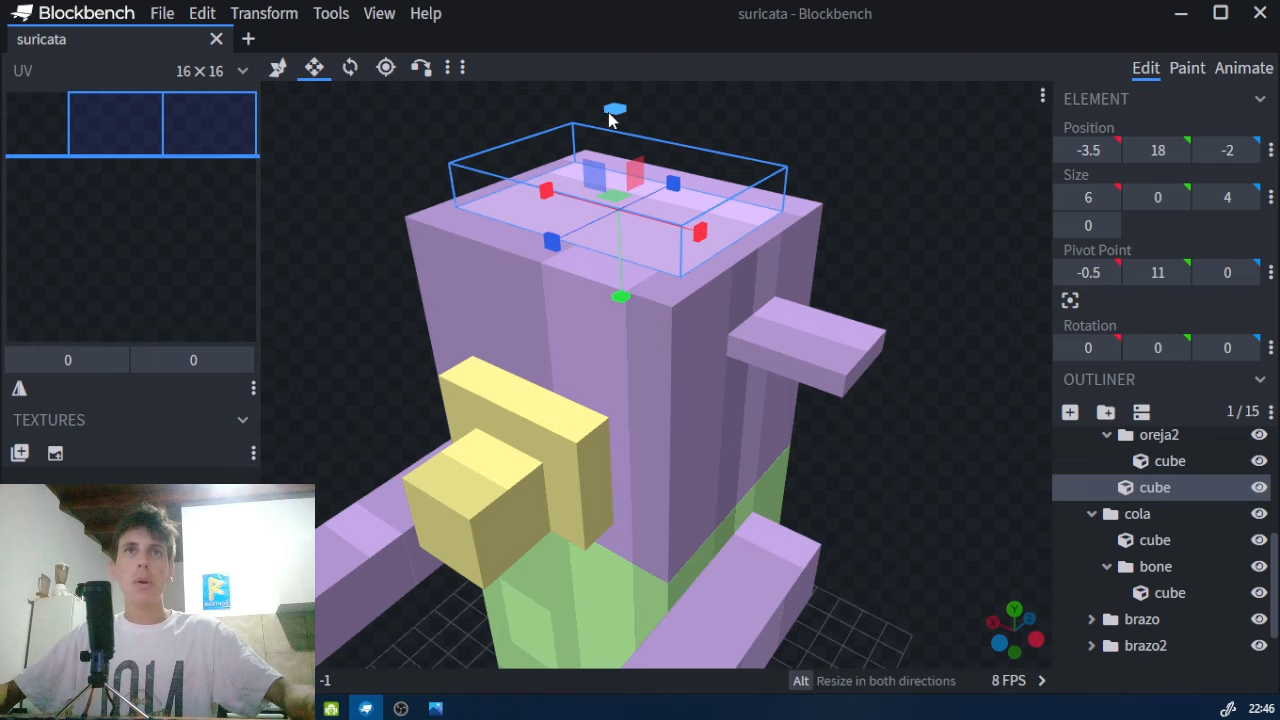 Blockbench File Edit Transform Tools View Help
suricata - Blockbench
suricata
UV 16 × 16
Edit Paint Animate
ELEMENT
Position
-3.5 18 -2
Size
6 0 4
0
Pivot Point
-0.5 11 0
Rotation
0 0 0
0 0
TEXTURES
OUTLINER
1 / 15
oreja2
cube
cube
cola
cube
bone
cube
brazo
brazo2
Y
X
Z
-1
Alt Resize in both directions 8 FPS
22:46